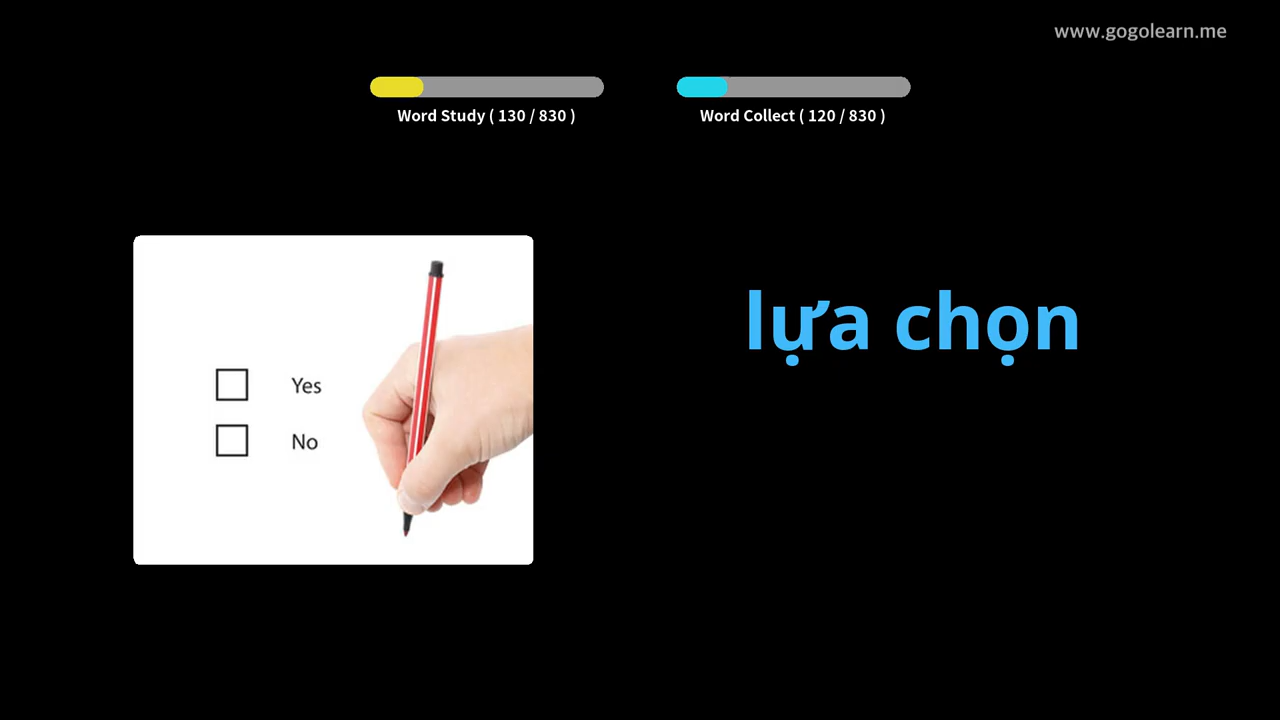 www.gogolearn.me
Word Study ( 130 / 830 )
Word Collect ( 120 / 830 )
lựa chọn
Yes
No